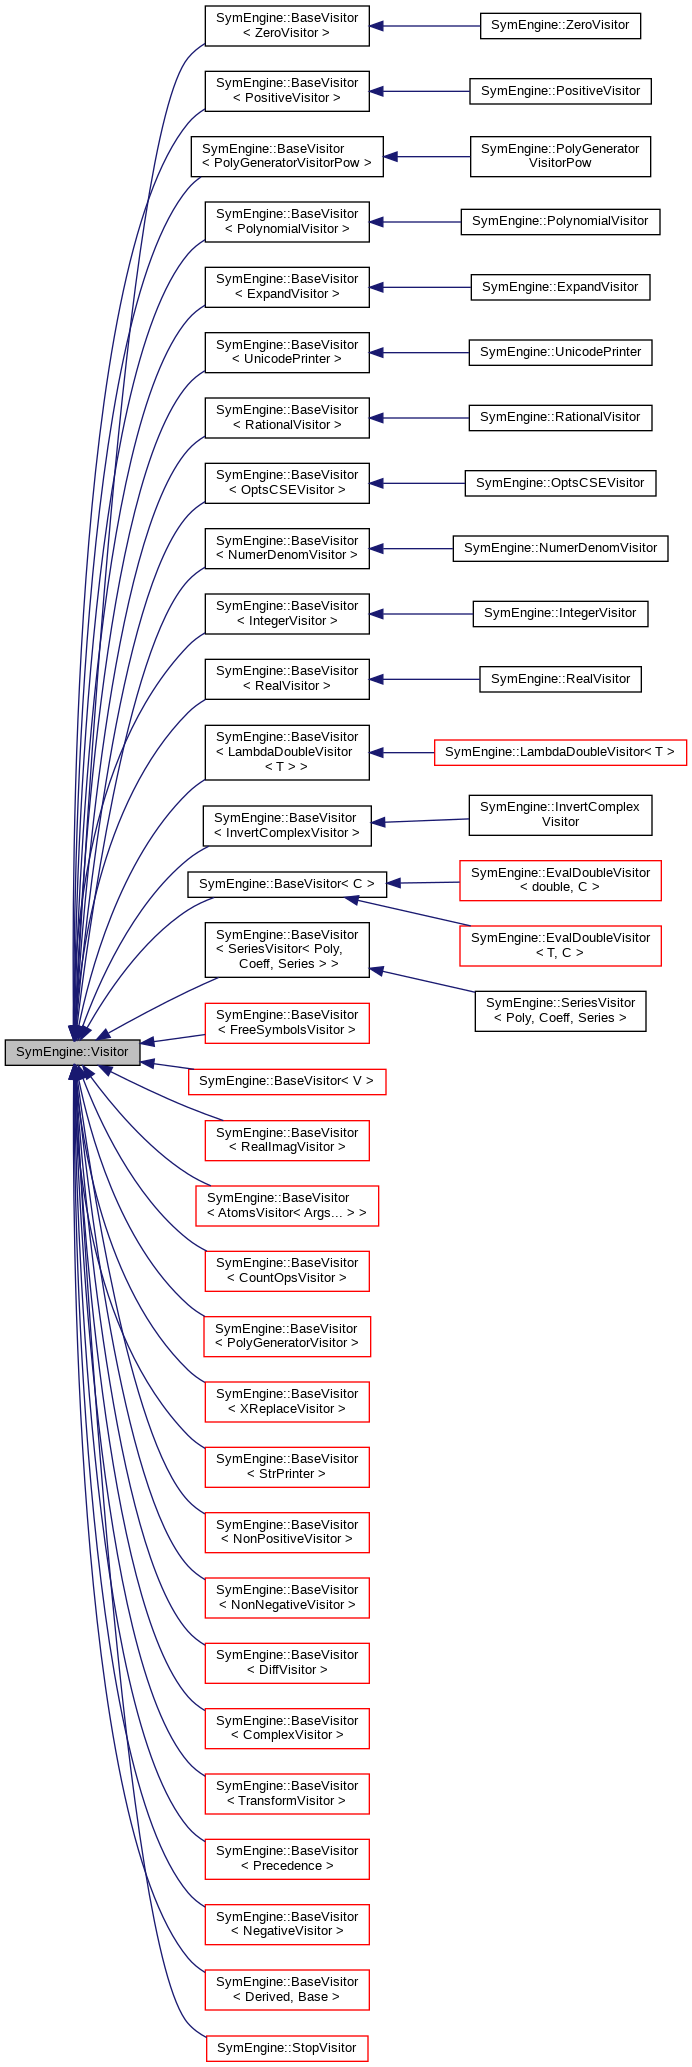 SymEngine::BaseVisitor
< ZeroVisitor >
SymEngine::ZeroVisitor
SymEngine::BaseVisitor
< PositiveVisitor >
SymEngine::PositiveVisitor
SymEngine::BaseVisitor
< PolyGeneratorVisitorPow >
SymEngine::PolyGenerator
VisitorPow
SymEngine::BaseVisitor
< PolynomialVisitor >
SymEngine::PolynomialVisitor
SymEngine::BaseVisitor
< ExpandVisitor >
SymEngine::ExpandVisitor
SymEngine::BaseVisitor
< UnicodePrinter >
SymEngine::UnicodePrinter
SymEngine::BaseVisitor
< RationalVisitor >
SymEngine::RationalVisitor
SymEngine::BaseVisitor
< OptsCSEVisitor >
SymEngine::OptsCSEVisitor
SymEngine::BaseVisitor
< NumerDenomVisitor >
SymEngine::NumerDenomVisitor
SymEngine::BaseVisitor
< IntegerVisitor >
SymEngine::IntegerVisitor
SymEngine::BaseVisitor
< RealVisitor >
SymEngine::RealVisitor
SymEngine::BaseVisitor
< LambdaDoubleVisitor
< T > >
SymEngine::LambdaDoubleVisitor< T >
SymEngine::BaseVisitor
< InvertComplexVisitor >
SymEngine::InvertComplex
Visitor
SymEngine::BaseVisitor< C >
SymEngine::EvalDoubleVisitor
< double, C >
SymEngine::EvalDoubleVisitor
< T, C >
SymEngine::BaseVisitor
< SeriesVisitor< Poly,
Coeff, Series > >
SymEngine::SeriesVisitor
< Poly, Coeff, Series >
SymEngine::BaseVisitor
< FreeSymbolsVisitor >
SymEngine::Visitor
SymEngine::BaseVisitor< V >
SymEngine::BaseVisitor
< RealImagVisitor >
SymEngine::BaseVisitor
< AtomsVisitor< Args... > >
SymEngine::BaseVisitor
< CountOpsVisitor >
SymEngine::BaseVisitor
< PolyGeneratorVisitor >
SymEngine::BaseVisitor
< XReplaceVisitor >
SymEngine::BaseVisitor
< StrPrinter >
SymEngine::BaseVisitor
< NonPositiveVisitor >
SymEngine::BaseVisitor
< NonNegativeVisitor >
SymEngine::BaseVisitor
< DiffVisitor >
SymEngine::BaseVisitor
< ComplexVisitor >
SymEngine::BaseVisitor
< TransformVisitor >
SymEngine::BaseVisitor
< Precedence >
SymEngine::BaseVisitor
< NegativeVisitor >
SymEngine::BaseVisitor
< Derived, Base >
SymEngine::StopVisitor